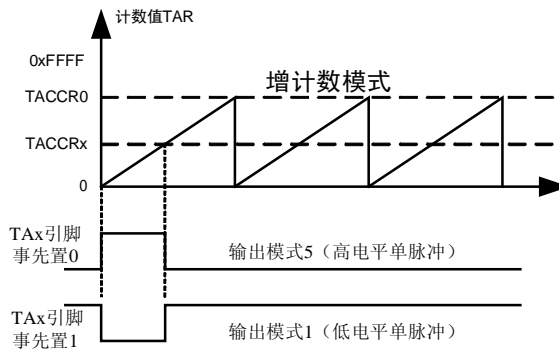 计数值TAR
0xFFFF
增计数模式
TACCR0
TACCRx
0
TAx引脚
事先置0
输出模式5（高电平单脉冲）
TAx引脚
事先置1
输出模式1（低电平单脉冲）